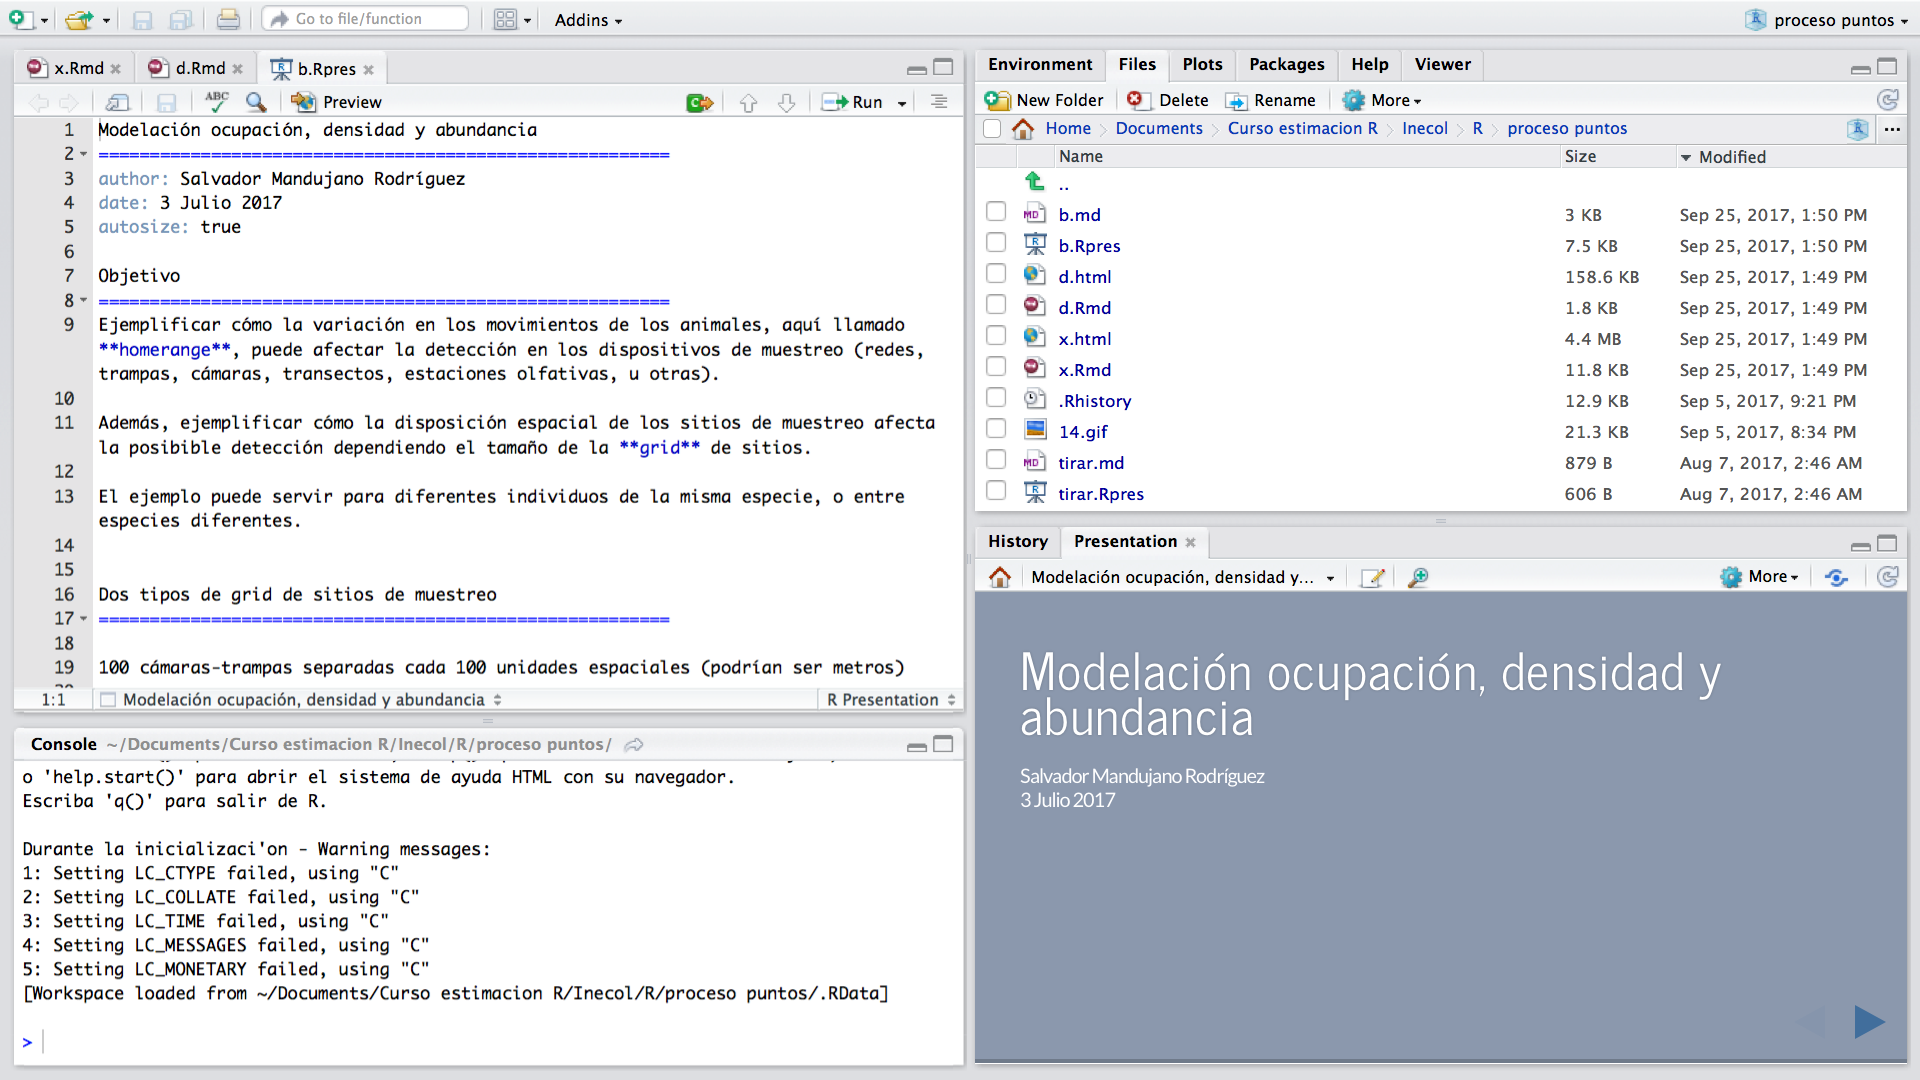 Go to file/function
Addins
proceso puntos
x.Rmd
d.Rmd
b.Rpres
ABC
Preview
Run
1 Modelación ocupación, densidad y abundancia
2 ========================================================
3 author: Salvador Mandujano Rodríguez
4 date: 3 Julio 2017
5 autosize: true
6
7 Objetivo
8 ========================================================
9 Ejemplificar cómo la variación en los movimientos de los animales, aquí llamado
**homerange**, puede afectar la detección en los dispositivos de muestreo (redes,
trampas, cámaras, transectos, estaciones olfativas, u otras).
10
11 Además, ejemplificar cómo la disposición espacial de los sitios de muestreo afecta
la posibible detección dependiendo el tamaño de la **grid** de sitios.
12
13 El ejemplo puede servir para diferentes individuos de la misma especie, o entre
especies diferentes.
14
15
16 Dos tipos de grid de sitios de muestreo
17 ========================================================
18
19 100 cámaras-trampas separadas cada 100 unidades espaciales (podrían ser metros)
1:1 Modelación ocupación, densidad y abundancia R Presentation
Console ~/Documents/Curso estimacion R/Inecol/R/proceso puntos/
o 'help.start()' para abrir el sistema de ayuda HTML con su navegador.
Escriba 'q()' para salir de R.
Durante la inicializaci'on - Warning messages:
1: Setting LC_CTYPE failed, using "C"
2: Setting LC_COLLATE failed, using "C"
3: Setting LC_TIME failed, using "C"
4: Setting LC_MESSAGES failed, using "C"
5: Setting LC_MONETARY failed, using "C"
[Workspace loaded from ~/Documents/Curso estimacion R/Inecol/R/proceso puntos/.RData]
>
Environment Files Plots Packages Help Viewer
New Folder Delete Rename More
Home Documents Curso estimacion R Inecol R proceso puntos
Name Size Modified
..
b.md 3 KB Sep 25, 2017, 1:50 PM
b.Rpres 7.5 KB Sep 25, 2017, 1:50 PM
d.html 158.6 KB Sep 25, 2017, 1:49 PM
d.Rmd 1.8 KB Sep 25, 2017, 1:49 PM
x.html 4.4 MB Sep 25, 2017, 1:49 PM
x.Rmd 11.8 KB Sep 25, 2017, 1:49 PM
.Rhistory 12.9 KB Sep 5, 2017, 9:21 PM
14.gif 21.3 KB Sep 5, 2017, 8:34 PM
tirar.md 879 B Aug 7, 2017, 2:46 AM
tirar.Rpres 606 B Aug 7, 2017, 2:46 AM
History Presentation
Modelación ocupación, densidad y... More
Modelación ocupación, densidad y
abundancia
Salvador Mandujano Rodríguez
3 Julio 2017